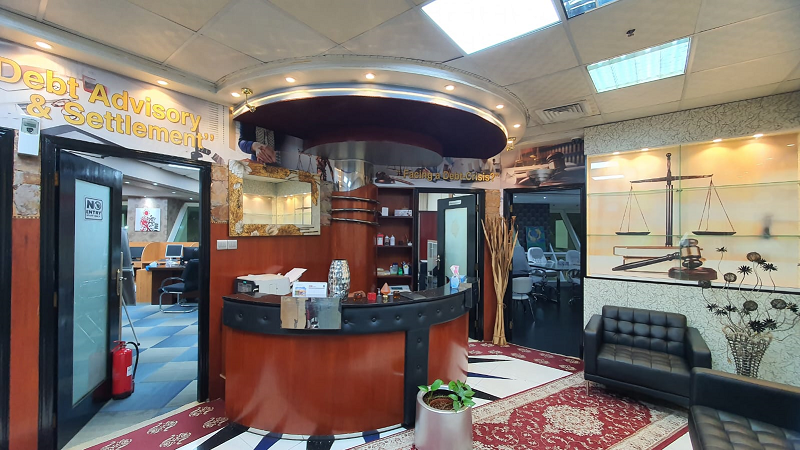 Debt Advisory
& Settlement"
Facing a Debt Crisis?
NO
ENTRY